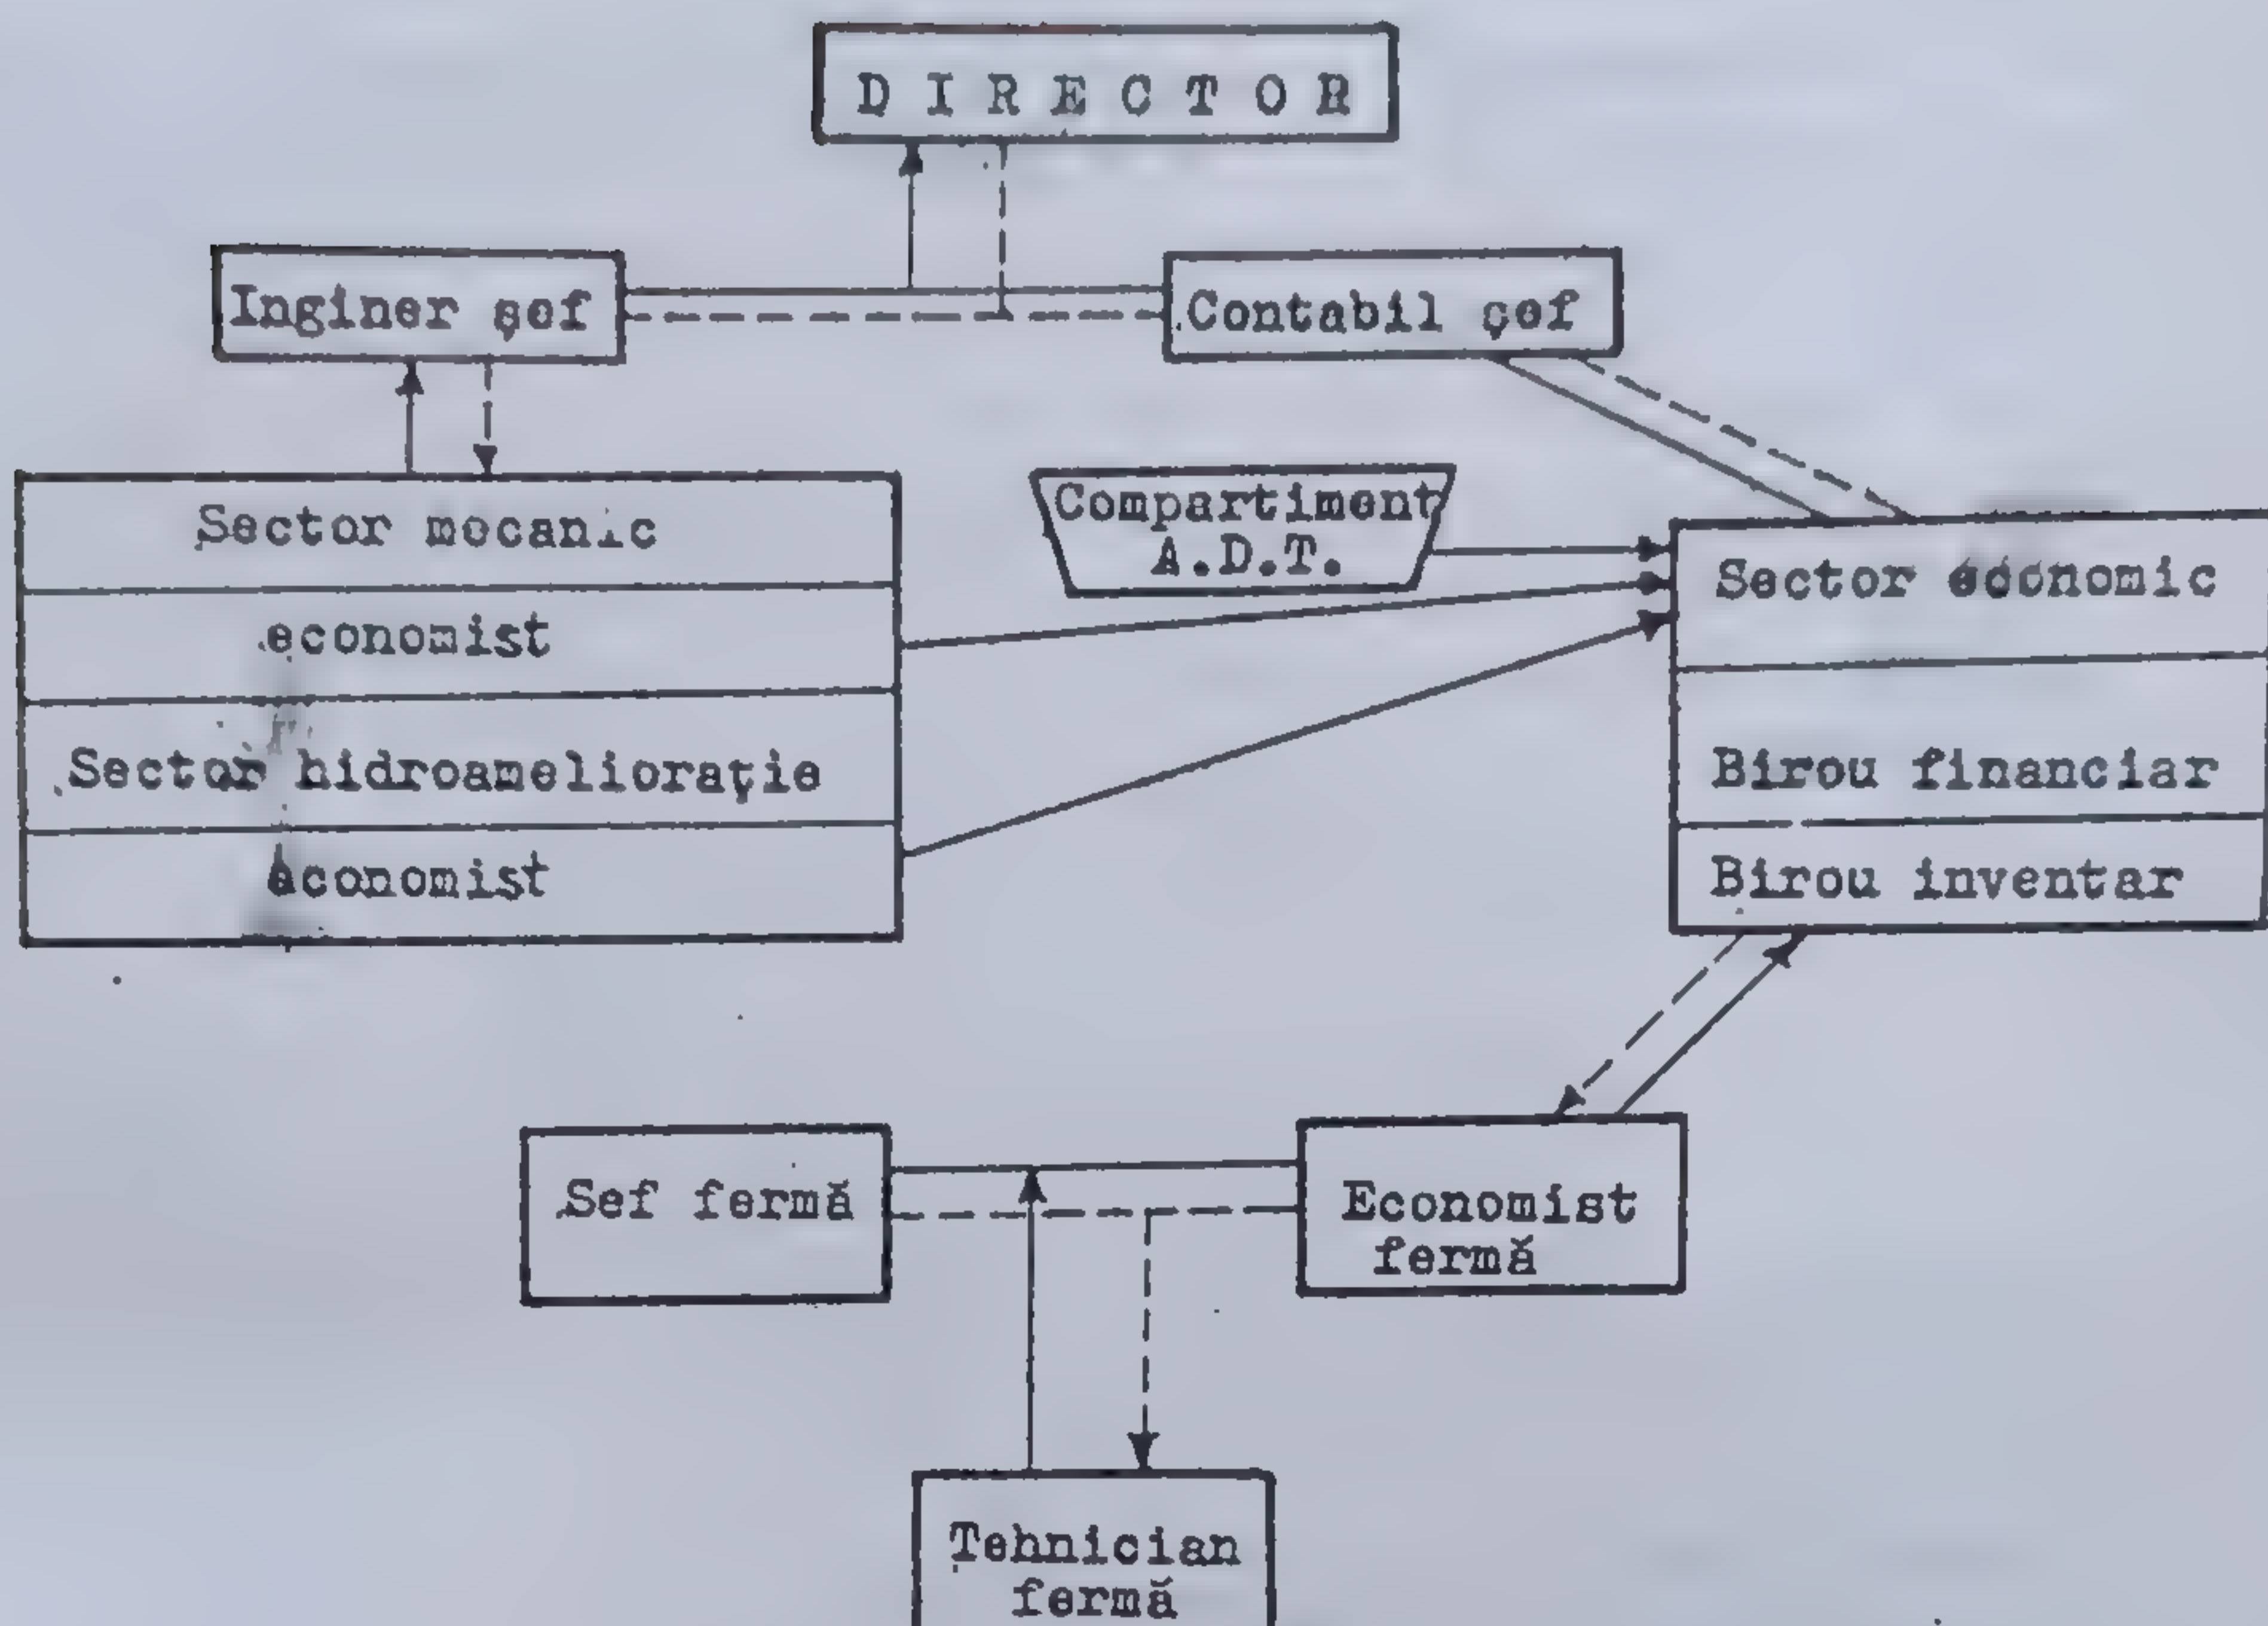 DIRECTOR
Inginer şef
Contabil şef
Sector mecanic
economist
Sector hidroamelioraţie
economist
Compartiment
A.D.T.
Sector economic
Birou financiar
Birou inventar
Sef fermă
Economist
fermă
Tehnician
fermă